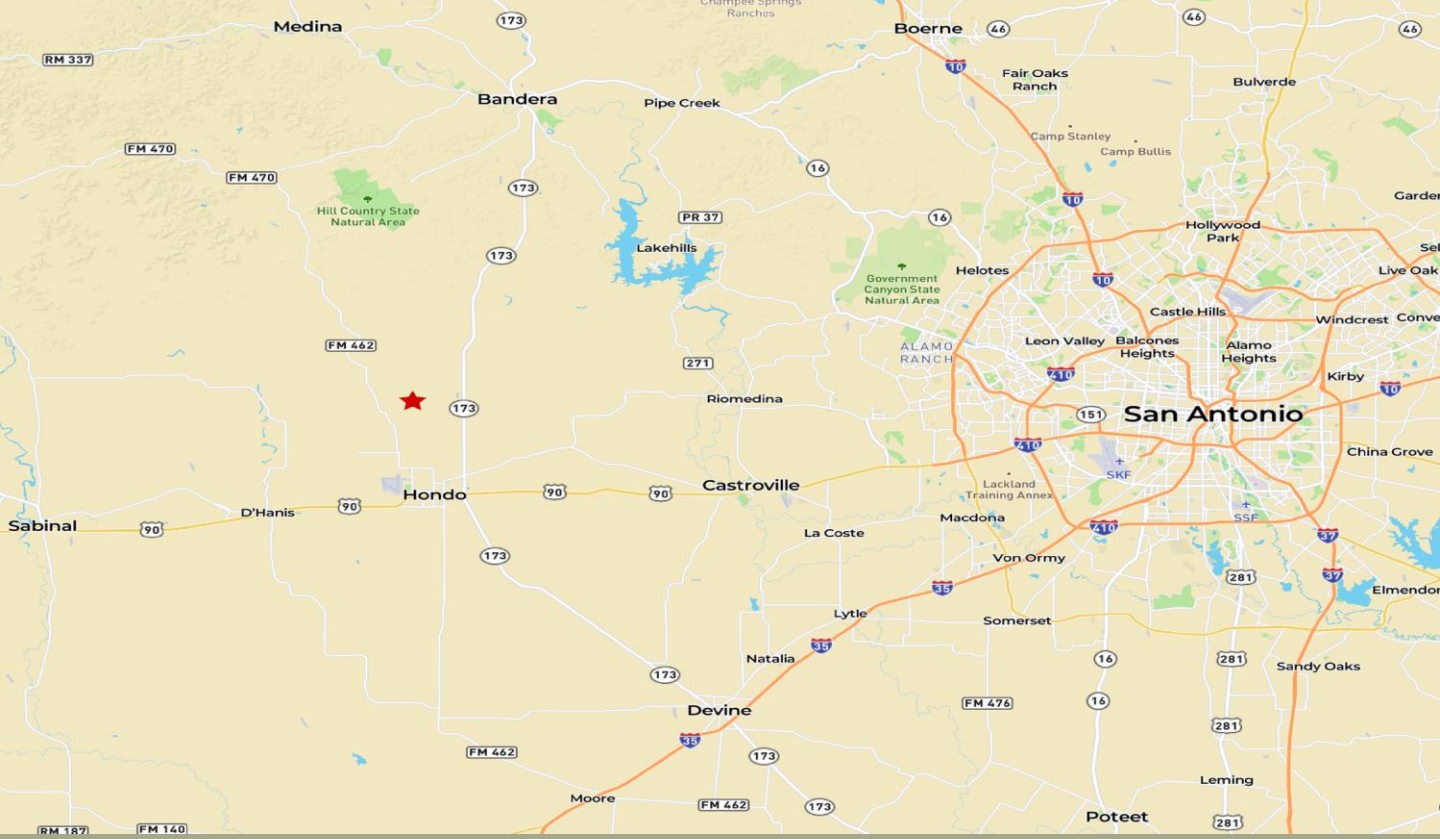 Champee Springs
Ranches
Medina
173
Boerne
46
46
46
RM 337
10
Fair Oaks
Ranch
Bulverde
Bandera
Pipe Creek
Camp Stanley
Camp Bullis
FM 470
FM 470
16
173
10
Hill Country State
Natural Area
PR 37
16
Garden
Hollywood
Park
Lakehills
173
Helotes
10
Live Oak
Government
Canyon State
Natural Area
Castle Hills
Windcrest
Conve
FM 462
ALAMO
RANCH
Leon Valley
Balcones
Heights
Alamo
Heights
271
410
Kirby
10
Riomedina
173
151
San Antonio
410
China Grove
SKF
Hondo
90
90
Castroville
Lackland
Training Annex
90
D'Hanis
Sabinal
90
Macdona
SSF
410
La Coste
37
173
Von Ormy
281
37
35
Elmendor
Lytle
Somerset
35
Natalia
16
281
Sandy Oaks
173
FM 476
16
Devine
281
35
FM 462
173
Leming
Moore
FM 462
173
Poteet
281
RM 187
FM 140